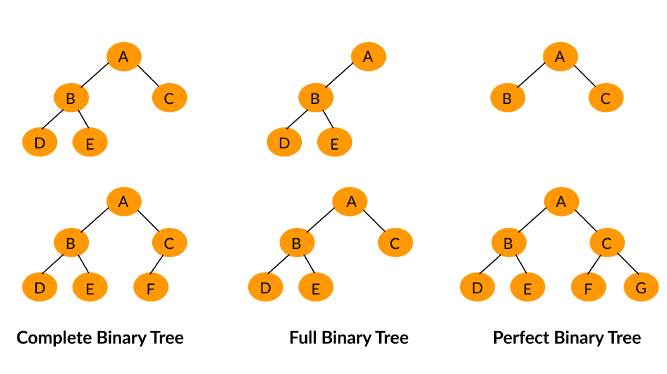 A A A
B C B B C
D E D E
A A A
B C B C B C
D E F D E D E F G
Complete Binary Tree Full Binary Tree Perfect Binary Tree